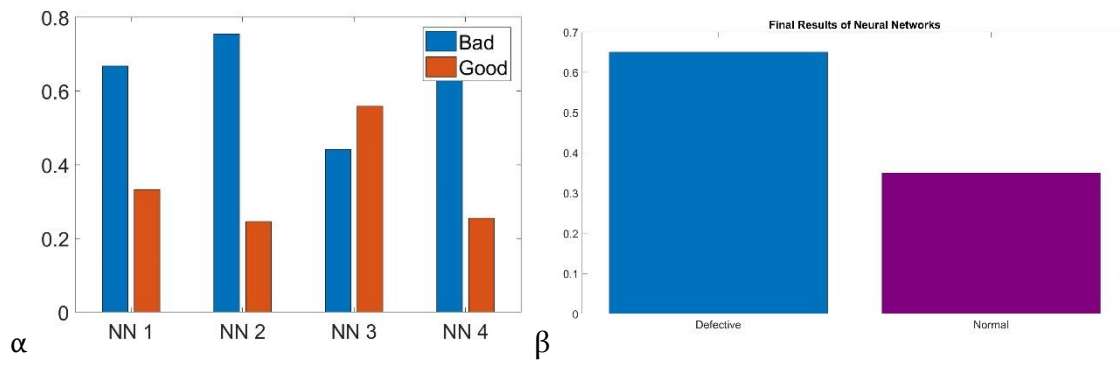 0.8
0.6
0.4
0.2
0
Bad
Good
NN 1
NN 2
NN 3
NN 4
α
Final Results of Neural Networks
0.7
0.6
0.5
0.4
0.3
0.2
0.1
0
Defective
Normal
β